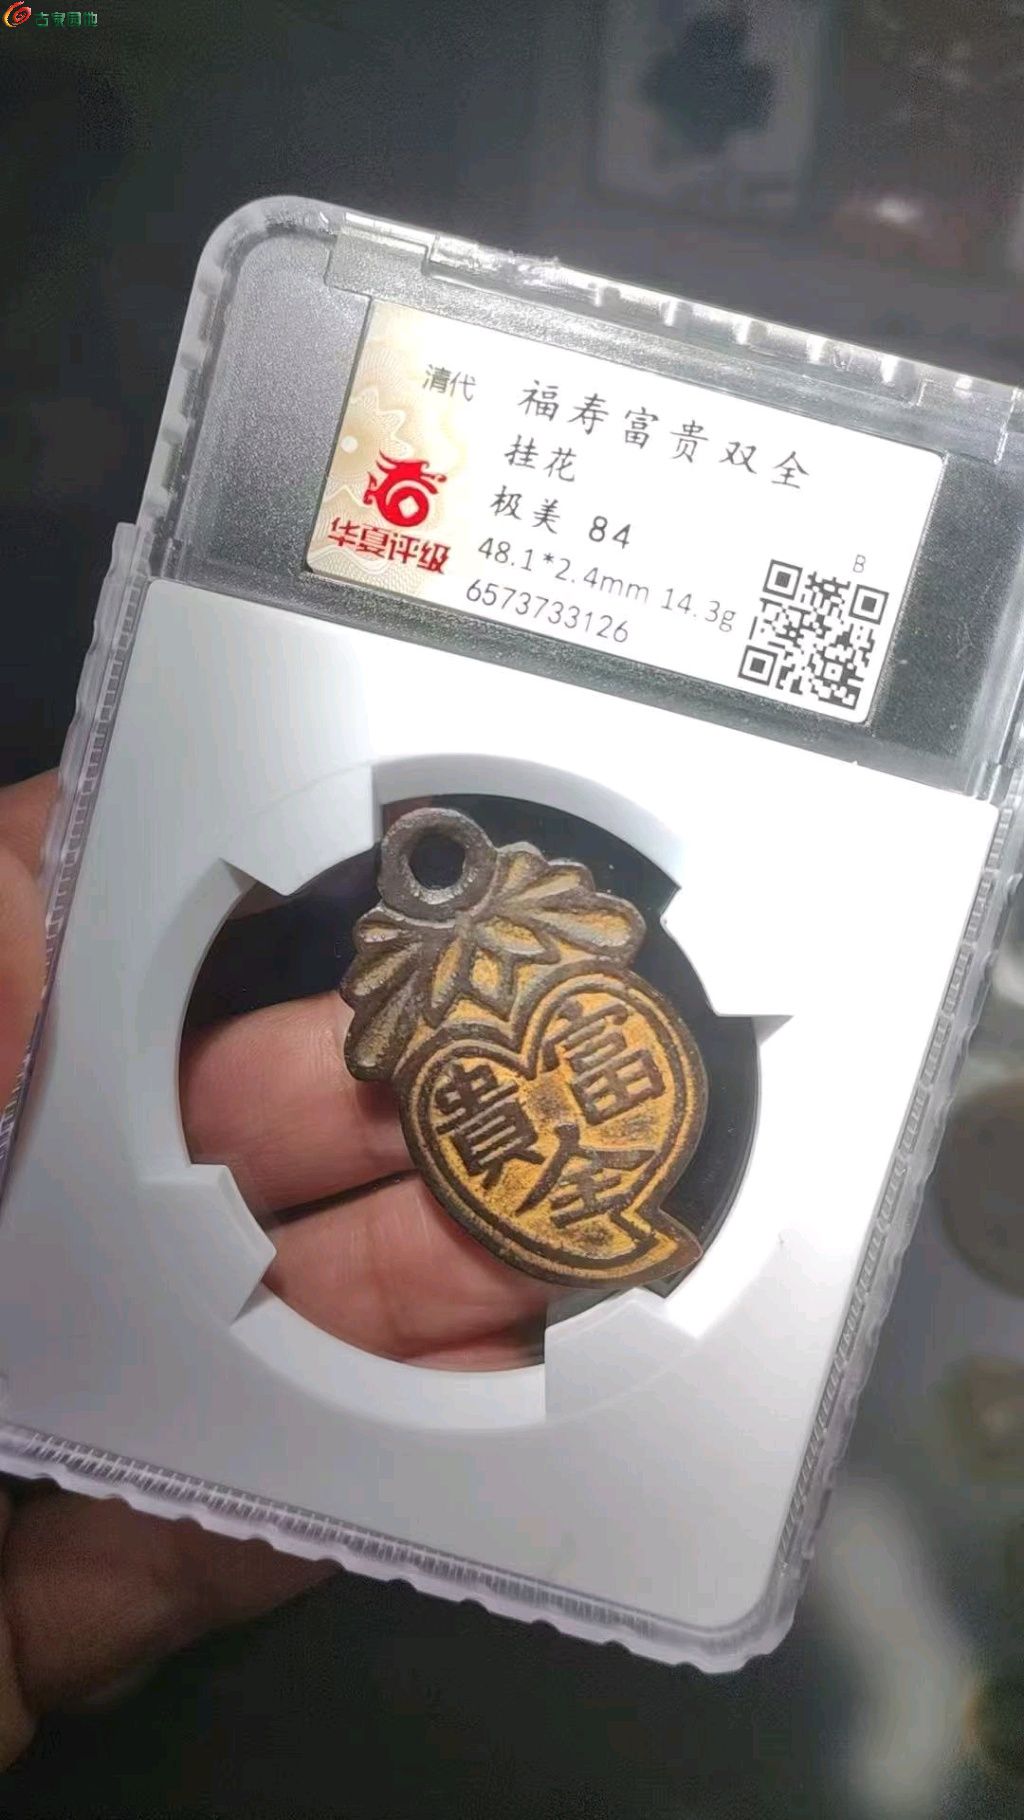 古泉园地
清代 福寿富贵双全
挂花
极美 84
华夏评级
48.1*2.4mm 14.3g
6573733126
B
富
貴
全